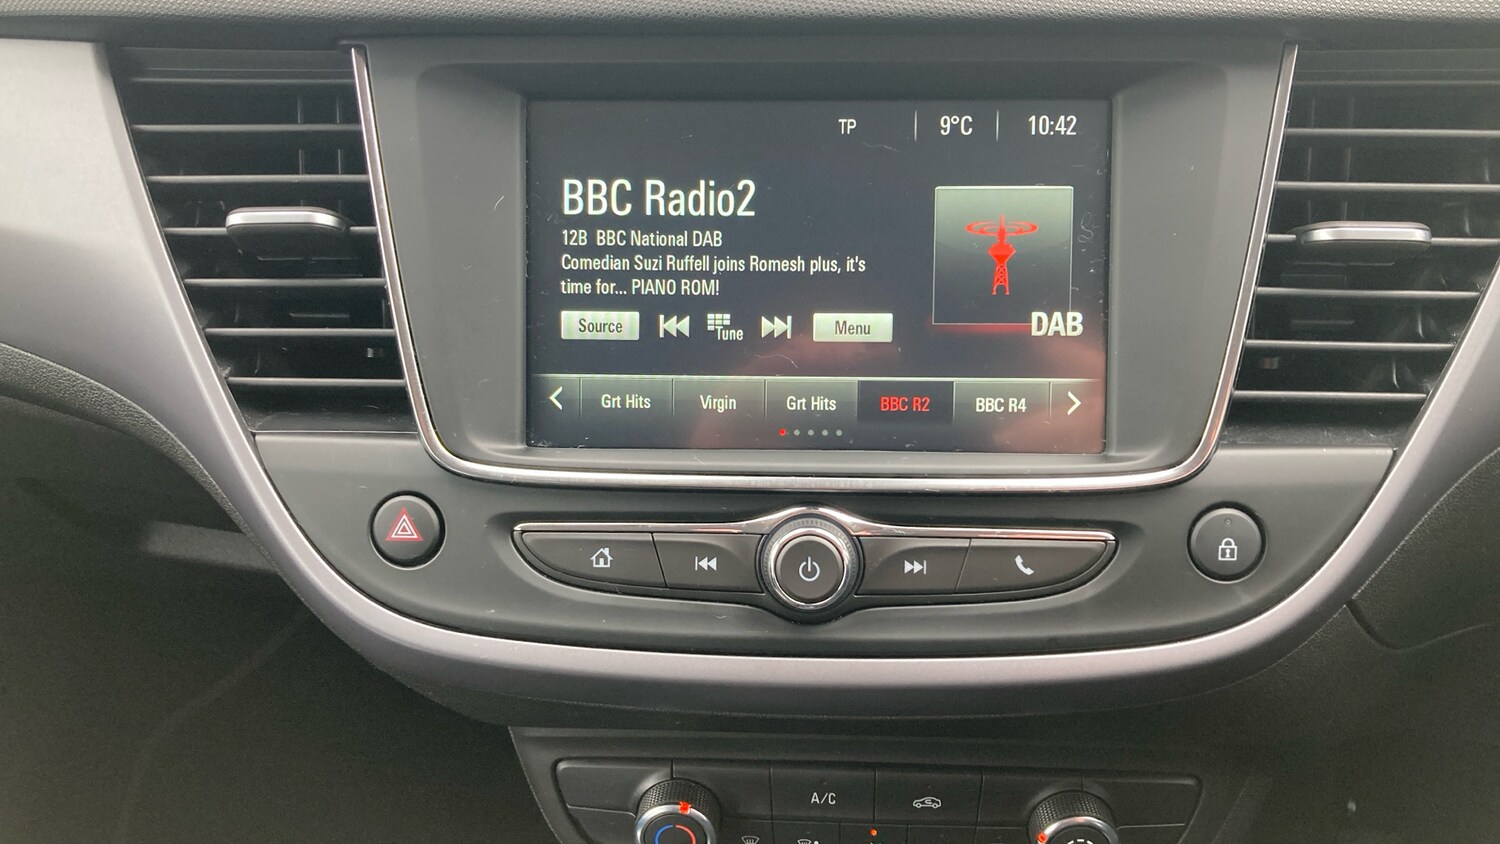 TP 9°C 10:42
BBC Radio2
12B BBC National DAB
Comedian Suzi Ruffell joins Romesh plus, it's
time for... PIANO ROM!
Source Tune Menu
DAB
Grt Hits Virgin Grt Hits BBC R2 BBC R4
A/C